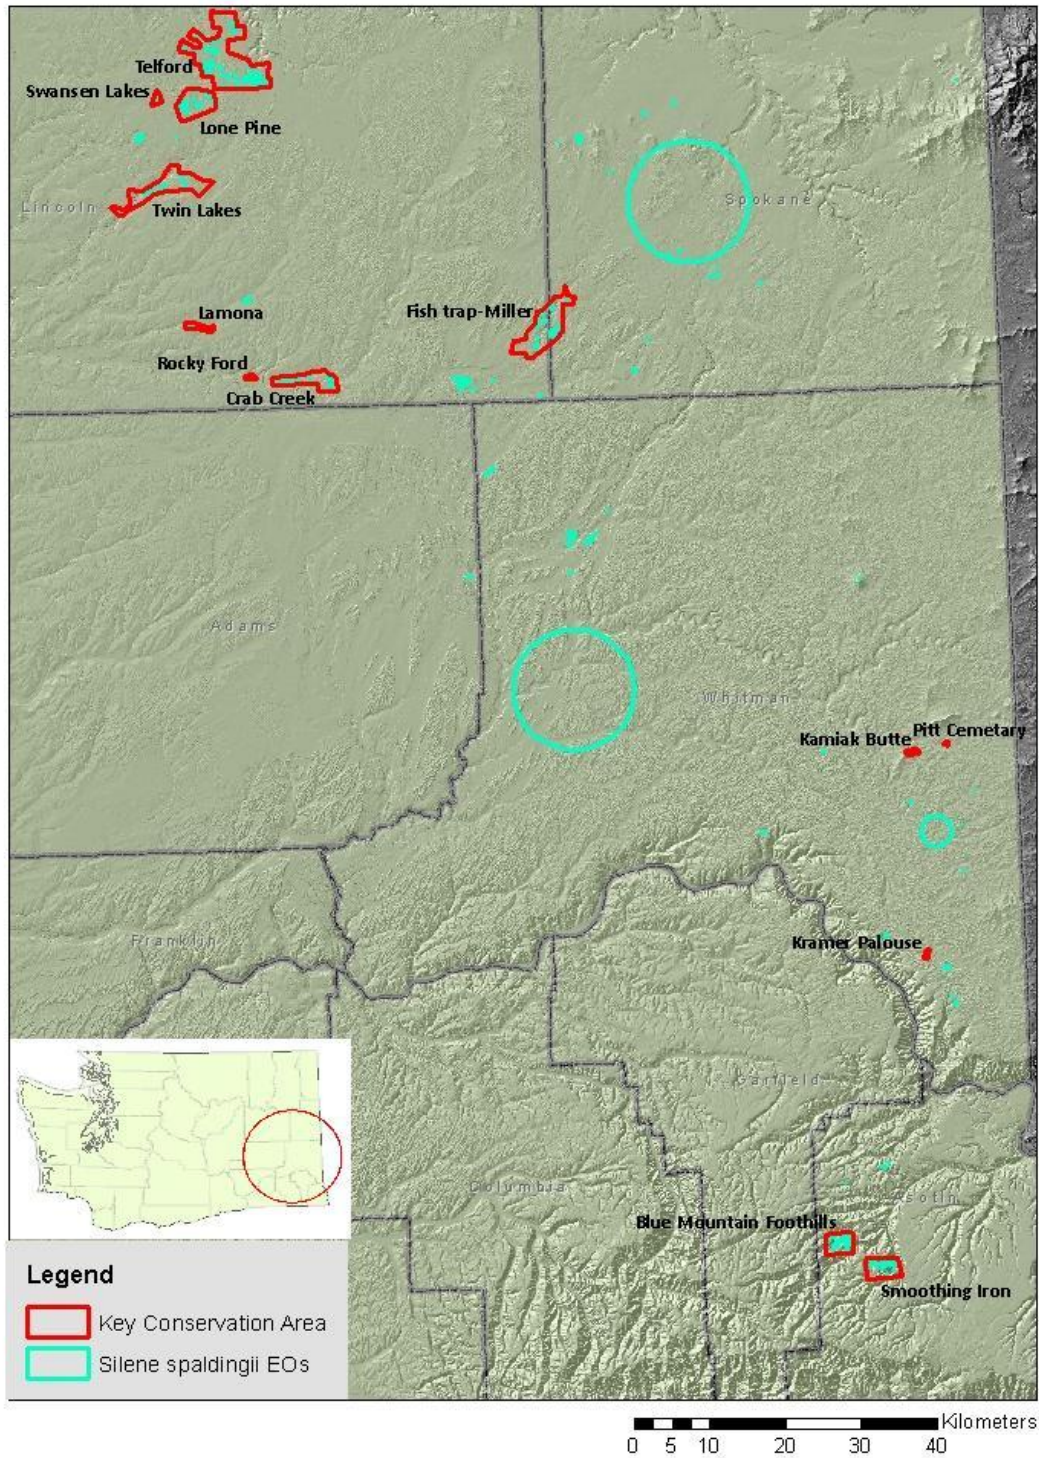 Telford
Swansen Lakes
Lone Pine
Lincoln
Twin Lakes
Spokane
Lamona
Fish trap-Miller
Rocky Ford
Crab Creek
Adams
Whitman
Kamiak Butte
Pitt Cemetary
Franklin
Kramer Palouse
Garfield
Columbia
Asotin
Blue Mountain Foothills
Smoothing Iron
Legend
Key Conservation Area
Silene spaldingii EOs
Kilometers
0 5 10 20 30 40